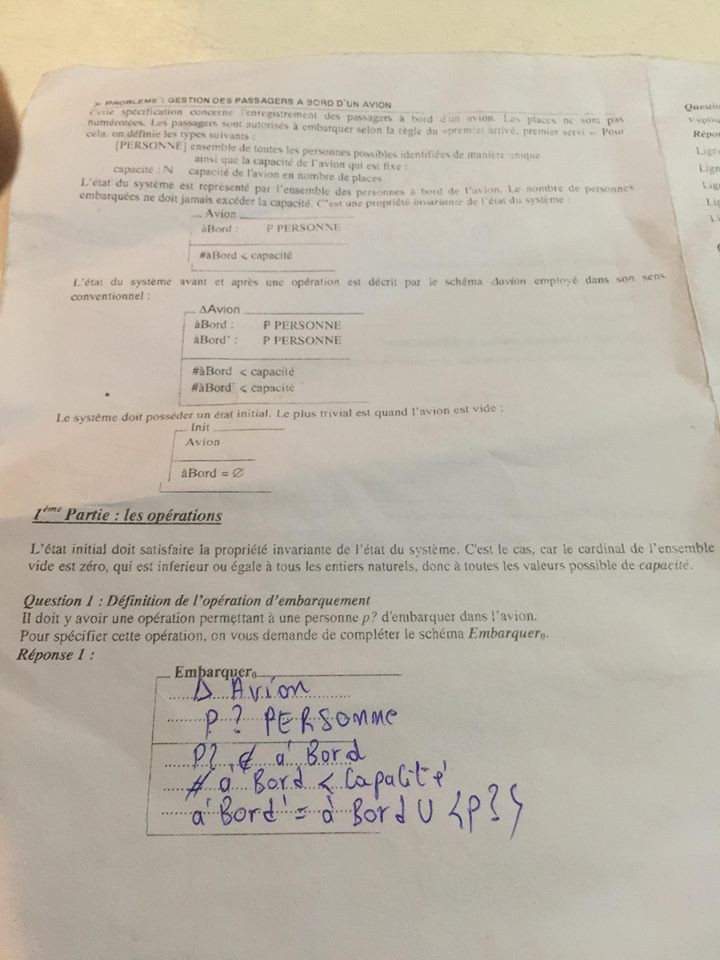 > PROBLEME : GESTION DES PASSAGERS A BORD D'UN AVION
Cette spécification concerne l'enregistrement des passagers à bord d'un avion. Les places ne sont pas
numérotées. Les passagers sont autorisés à embarquer selon la règle du «premier arrivé, premier servi ». Pour
cela, on définie les types suivants :
[PERSONNE] ensemble de toutes les personnes possibles identifiées de manière unique
ainsi que la capacité de l'avion qui est fixe :
capacité : ℕ capacité de l'avion en nombre de places
L'état du système est représenté par l'ensemble des personnes à bord de l'avion. Le nombre de personnes
embarquées ne doit jamais excéder la capacité. C'est une propriété invariante de l'état du système :
Avion
àBord : P PERSONNE
#àBord ⩽ capacité
L'état du système avant et après une opération est décrit par le schéma Δavion employé dans son sens
conventionnel :
ΔAvion
àBord : P PERSONNE
àBord' : P PERSONNE
#àBord ⩽ capacité
#àBord' ⩽ capacité
Le système doit posséder un état initial. Le plus trivial est quand l'avion est vide :
Init
Avion
àBord = ∅
1ème Partie : les opérations
L'état initial doit satisfaire la propriété invariante de l'état du système. C'est le cas, car le cardinal de l'ensemble
vide est zéro, qui est inferieur ou égale à tous les entiers naturels, donc à toutes les valeurs possible de capacité.
Question 1 : Définition de l'opération d'embarquement
Il doit y avoir une opération permettant à une personne p? d'embarquer dans l'avion.
Pour spécifier cette opération, on vous demande de compléter le schéma Embarquer₀.
Réponse 1 :
Embarquer₀
Δ Avion
P ? PERSONNE
P? ∉ à Bord
# à Bord < Capacité
à Bord' = à Bord ∪ {P?}
Questio
Répon
Lign
Lign
Lig
Lig